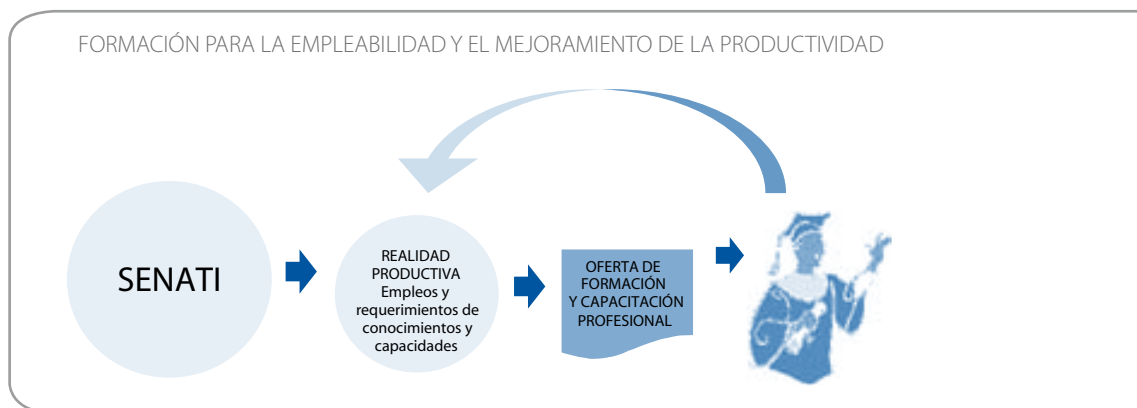 FORMACIÓN PARA LA EMPLEABILIDAD Y EL MEJORAMIENTO DE LA PRODUCTIVIDAD
SENATI
REALIDAD
PRODUCTIVA
Empleos y
requerimientos de
conocimientos y
capacidades
OFERTA DE
FORMACIÓN
Y CAPACITACIÓN
PROFESIONAL